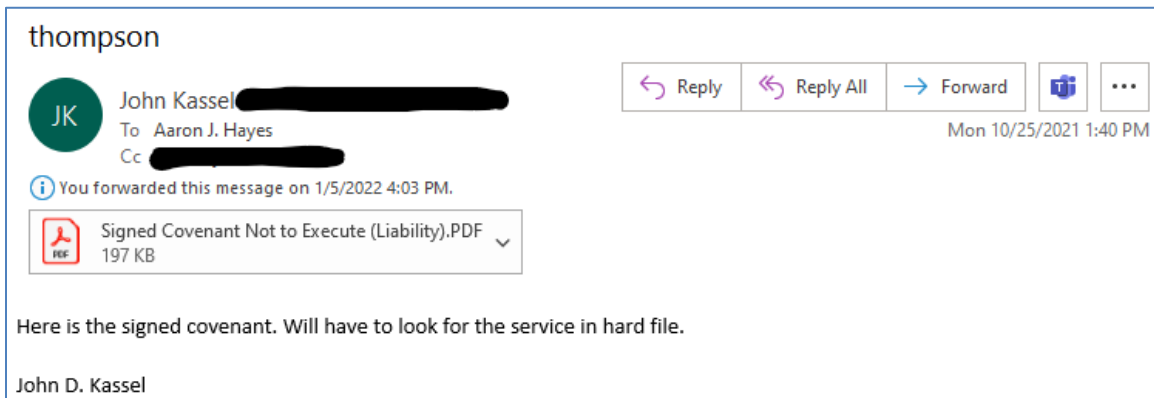 thompson
JK
John Kassel
Reply
Reply All
Forward
To Aaron J. Hayes
Mon 10/25/2021 1:40 PM
Cc
You forwarded this message on 1/5/2022 4:03 PM.
Signed Covenant Not to Execute (Liability).PDF
PDF
197 KB
Here is the signed covenant. Will have to look for the service in hard file.
John D. Kassel